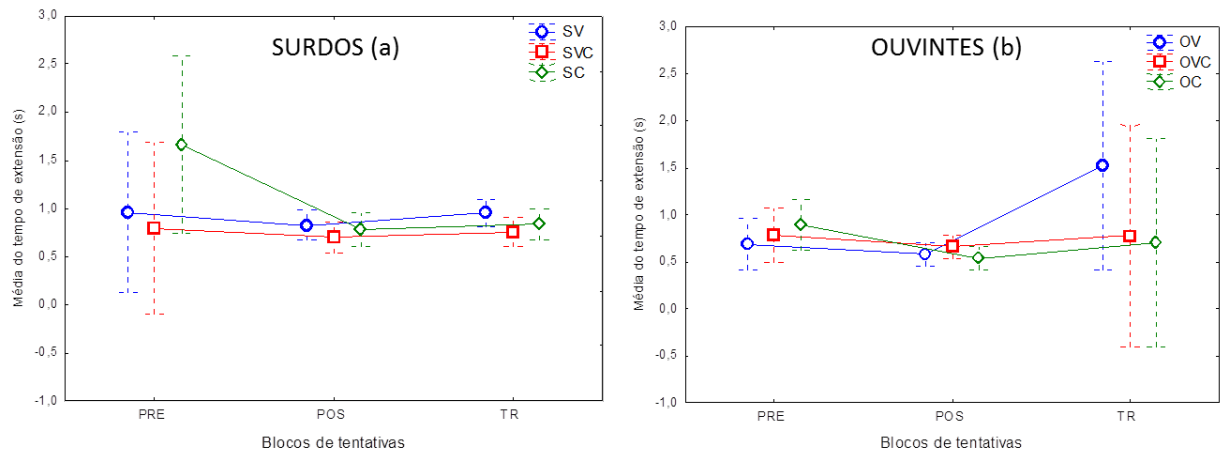 SURDOS (a)
SV
SVC
SC
Média do tempo de extensão (s)
3,0
2,5
2,0
1,5
1,0
0,5
0,0
-0,5
-1,0
PRE
POS
TR
Blocos de tentativas
OUVINTES (b)
OV
OVC
OC
Média do tempo de extensão (s)
3,0
2,5
2,0
1,5
1,0
0,5
0,0
-0,5
-1,0
PRE
POS
TR
Blocos de tentativas